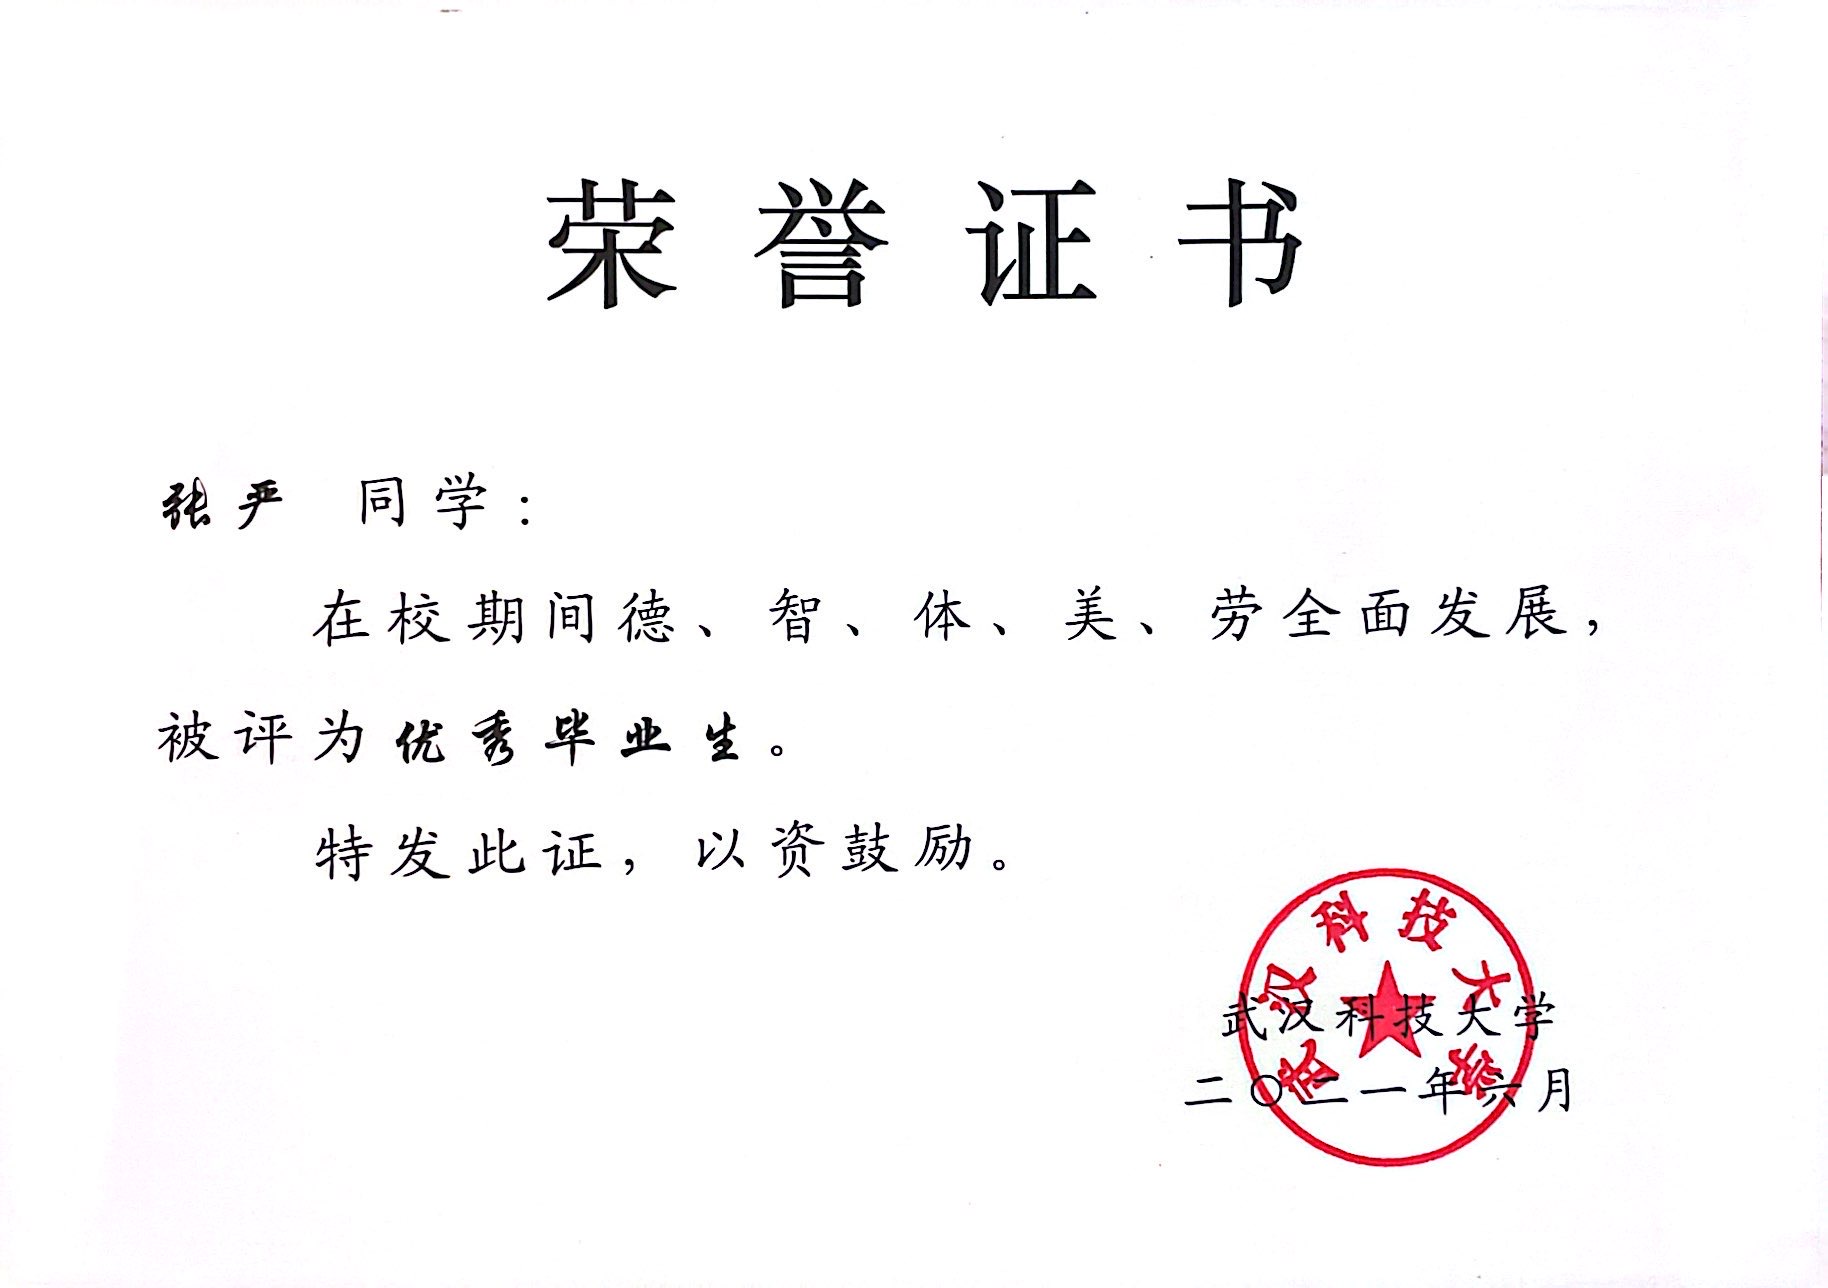 荣誉证书
张严 同学：
在校期间德、智、体、美、劳全面发展，
被评为优秀毕业生。
特发此证，以资鼓励。
武汉科技大学
武汉科技大学
二〇二一年六月